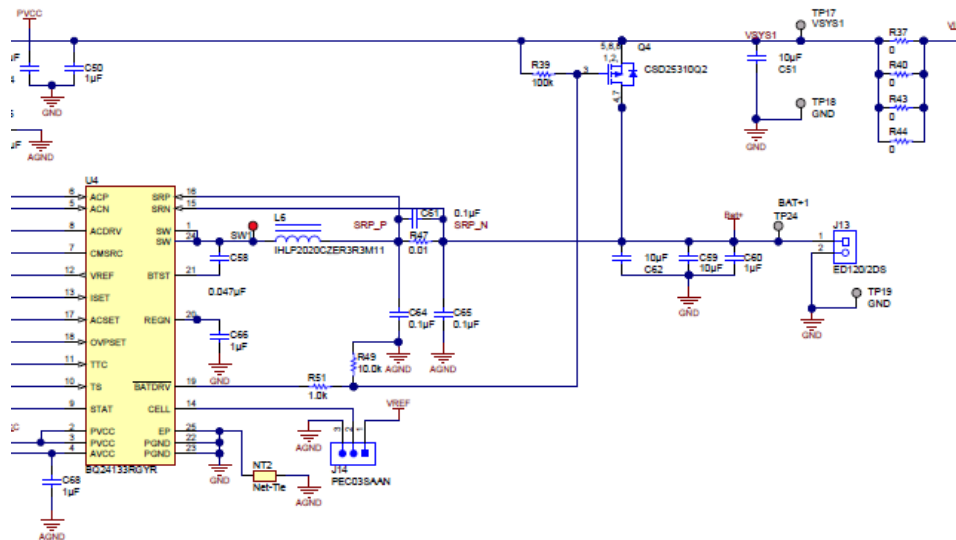 PVCC
C50
1µF
GND
AGND
µF
R39
100k
3
5,6,8
1,2,
4,7
Q4
CSD25310Q2
VSYS1
10µF
C51
GND
TP17
VSYS1
TP18
GND
R37
0
R40
0
R43
0
R44
0
U4
6 ACP
5 ACN
8 ACDRV
7 CMSRC
12 VREF
13 ISET
17 ACSET
18 OVPSET
11 TTC
10 TS
9 STAT
2 PVCC
3 PVCC
4 AVCC
SRP 16
SRN 15
SW 1
SW 24
BTST 21
REGN 20
BATDRV 19
CELL 14
EP 25
PGND 22
PGND 23
BQ24133RGYR
SW1
L6
IHLP2020CZER3R3M11
C58
0.047µF
C66
1µF
GND
SRP_P
C61
0.1µF
SRP_N
R47
0.01
C64
0.1µF
C65
0.1µF
AGND
AGND
R49
10.0k
R51
1.0k
10µF
C62
C59
10µF
C60
1µF
GND
Bat+
BAT+1
TP24
J13
1
2
ED120/2DS
TP19
GND
GND
VREF
AGND
3
2
1
J14
PEC03SAAN
GND
NT2
Net-Tie
AGND
C68
1µF
AGND